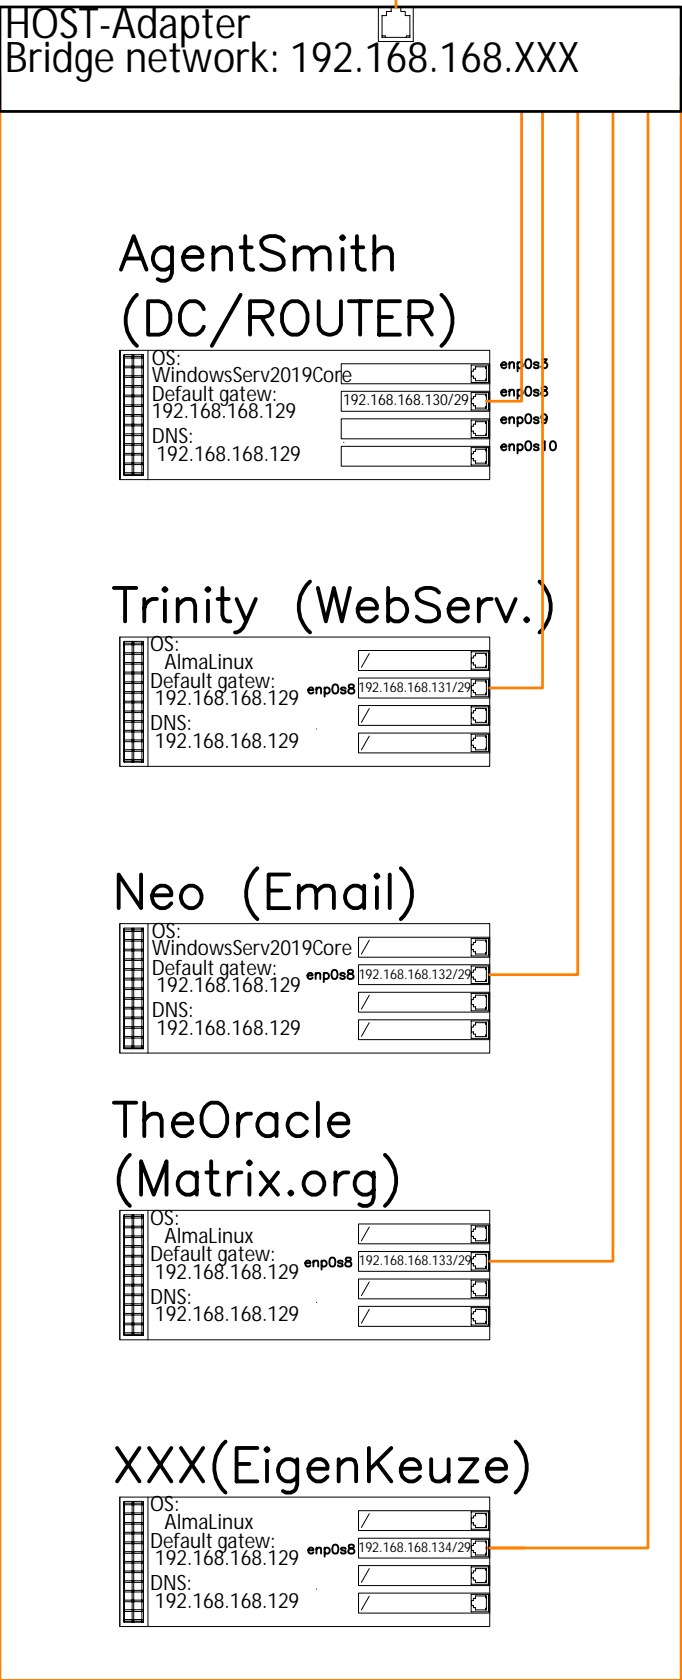 HOST-Adapter
Bridge network: 192.168.168.XXX
AgentSmith
(DC/ROUTER)
OS:
WindowsServ2019Core
Default gatew:
192.168.168.129
DNS:
192.168.168.129
enp0s3
192.168.168.130/29
enp0s8
enp0s9
enp0s10
Trinity (WebServ.)
OS:
AlmaLinux
Default gatew:
192.168.168.129
DNS:
192.168.168.129
/
enp0s8 192.168.168.131/29
/
/
Neo (Email)
OS:
WindowsServ2019Core
Default gatew:
192.168.168.129
DNS:
192.168.168.129
/
enp0s8 192.168.168.132/29
/
/
TheOracle
(Matrix.org)
OS:
AlmaLinux
Default gatew:
192.168.168.129
DNS:
192.168.168.129
/
enp0s8 192.168.168.133/29
/
/
XXX(EigenKeuze)
OS:
AlmaLinux
Default gatew:
192.168.168.129
DNS:
192.168.168.129
/
enp0s8 192.168.168.134/29
/
/